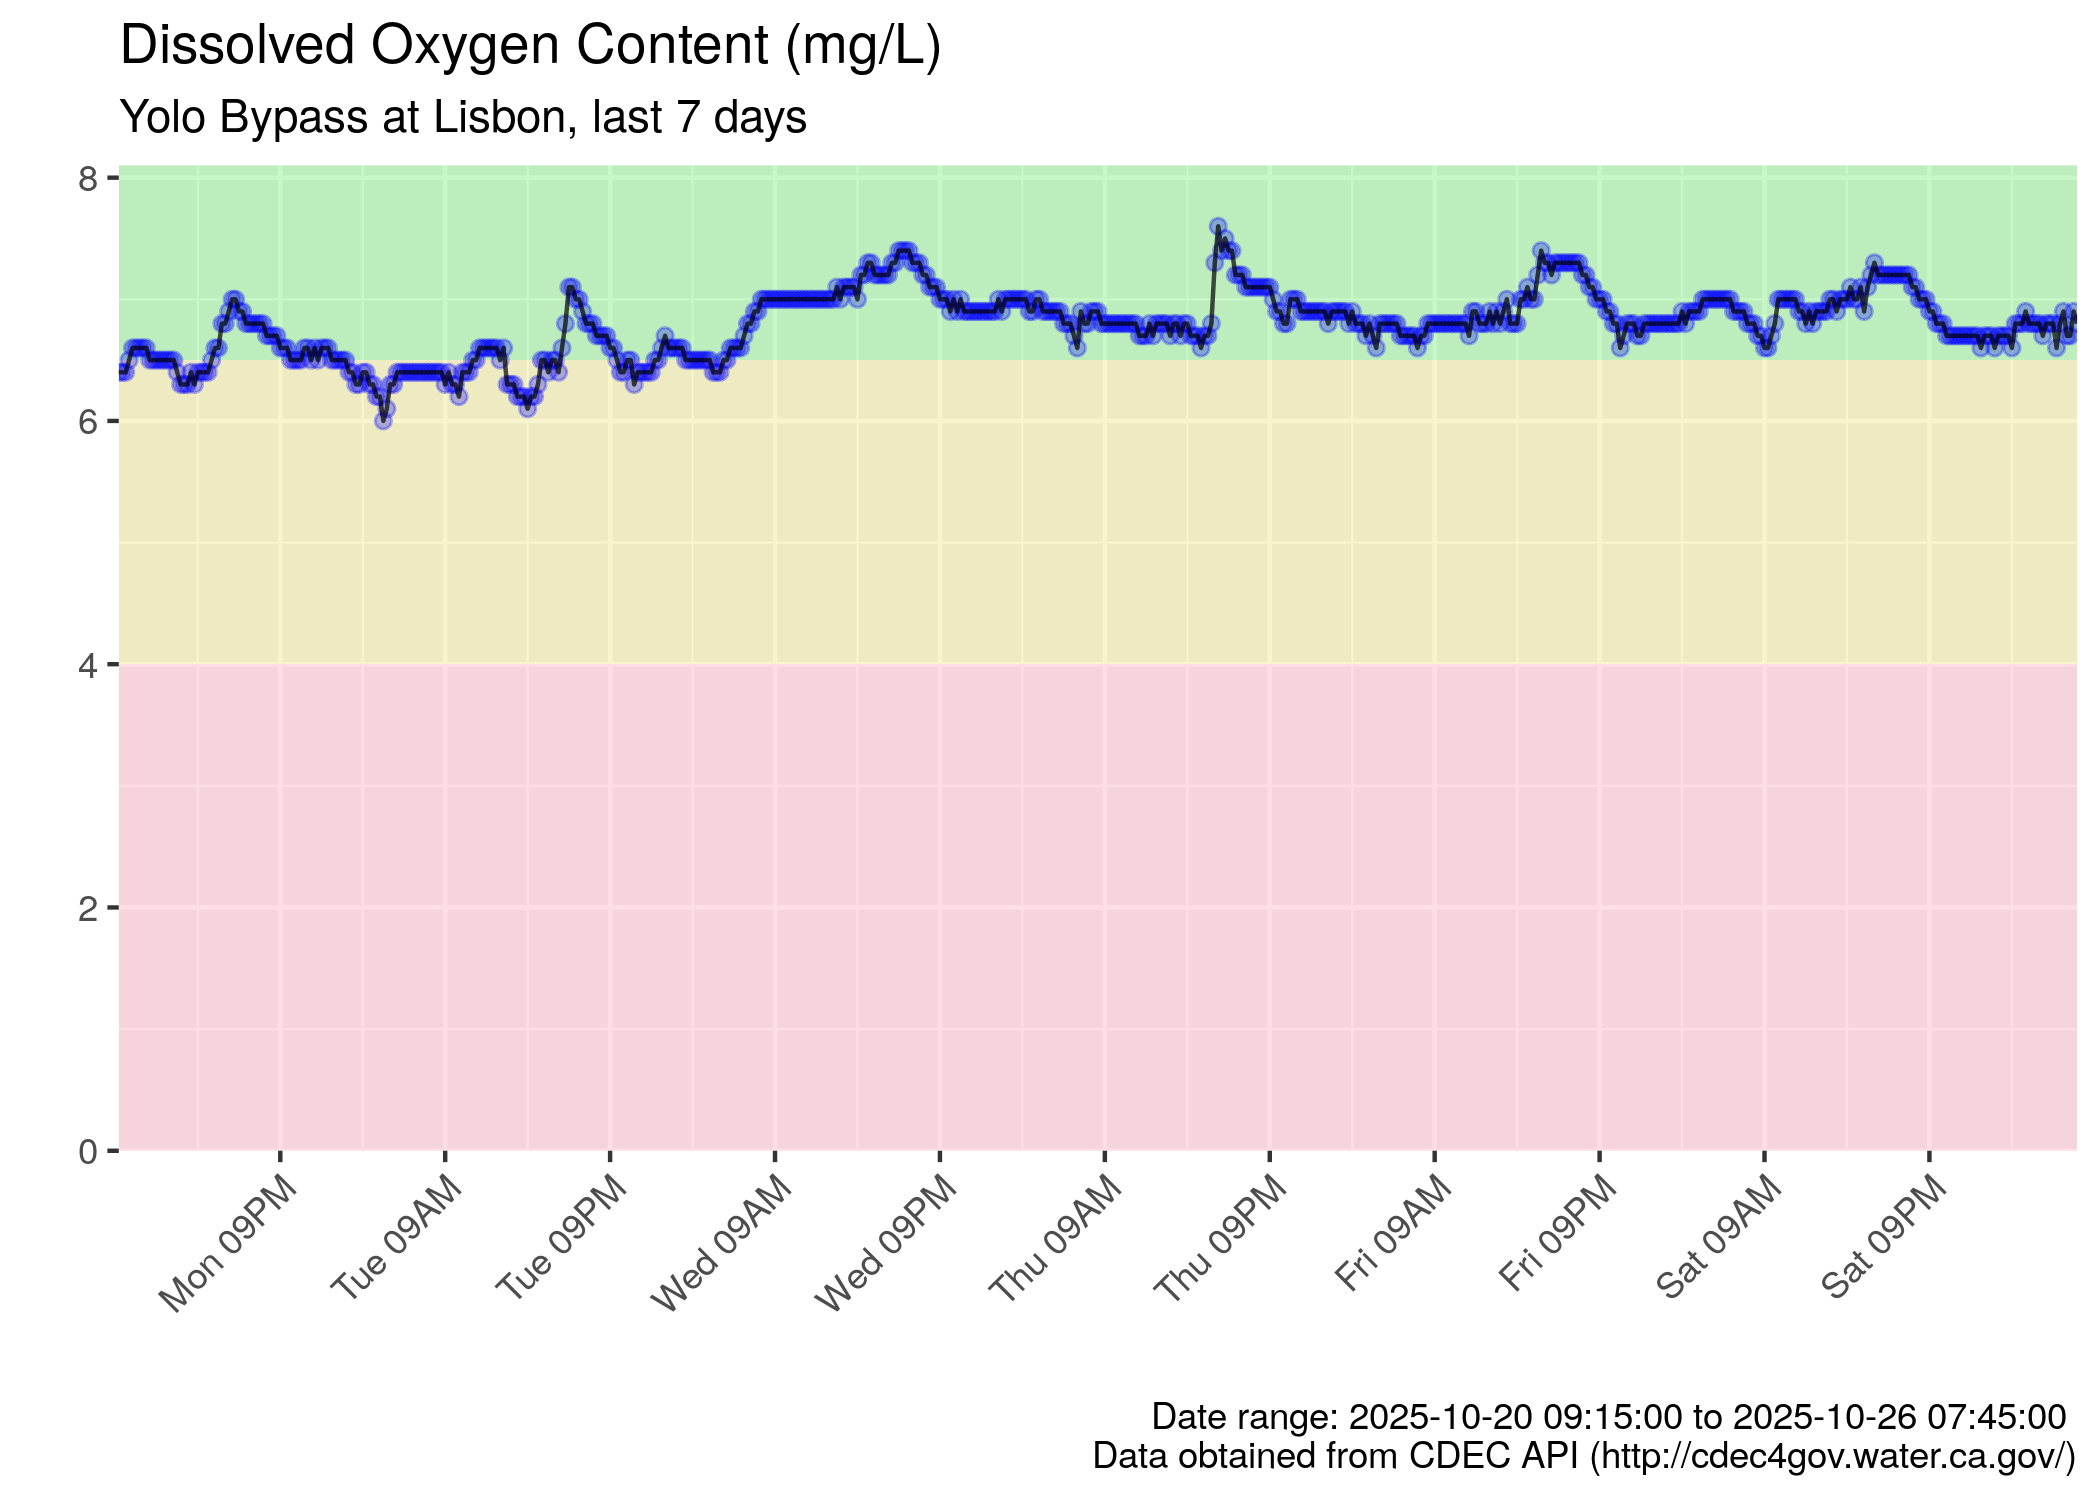 Dissolved Oxygen Content (mg/L)
Yolo Bypass at Lisbon, last 7 days
8
6
4
2
0
Mon 09PM
Tue 09AM
Tue 09PM
Wed 09AM
Wed 09PM
Thu 09AM
Thu 09PM
Fri 09AM
Fri 09PM
Sat 09AM
Sat 09PM
Date range: 2025-10-20 09:15:00 to 2025-10-26 07:45:00
Data obtained from CDEC API (http://cdec4gov.water.ca.gov/)